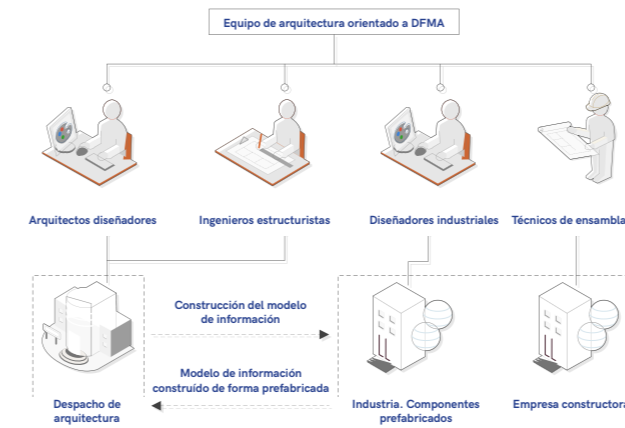 Equipo de arquitectura orientado a DFMA
Arquitectos diseñadores
Ingenieros estructuristas
Diseñadores industriales
Técnicos de ensambla
Construcción del modelo
de información
Modelo de información
construído de forma prefabricada
Despacho de
arquitectura
Industria. Componentes
prefabricados
Empresa constructora